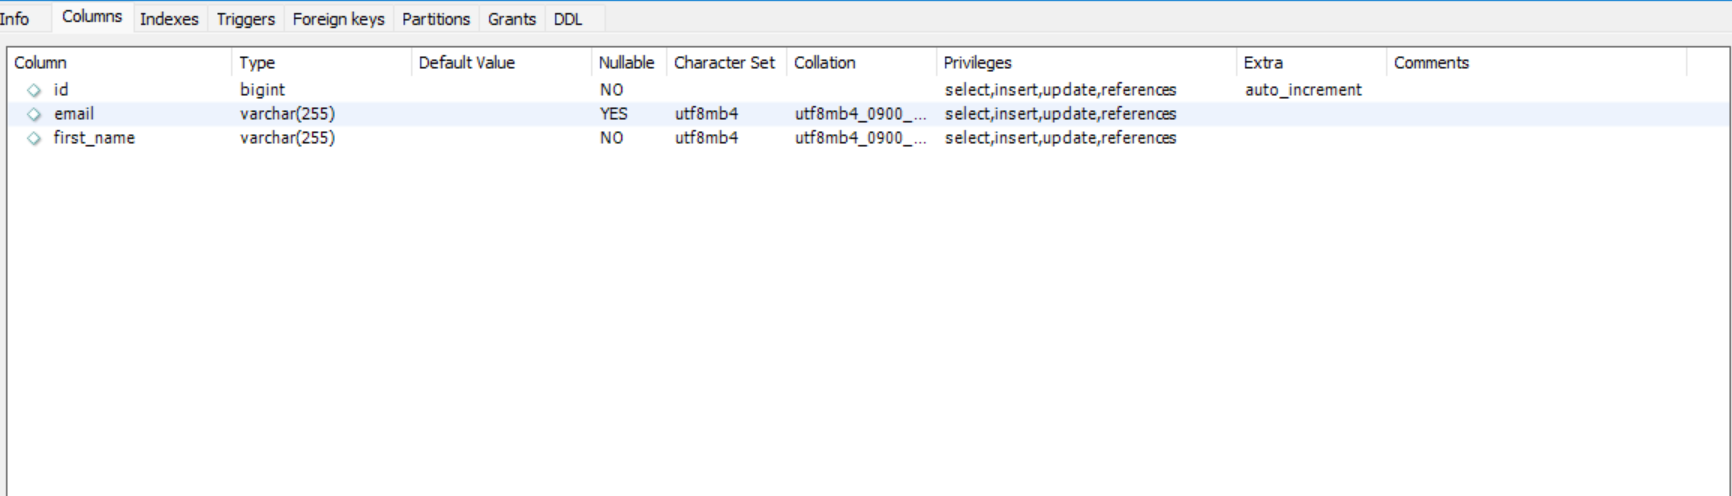 Info Columns Indexes Triggers Foreign keys Partitions Grants DDL
Column Type Default Value Nullable Character Set Collation Privileges Extra Comments
id bigint NO select,insert,update,references auto_increment
email varchar(255) YES utf8mb4 utf8mb4_0900_... select,insert,update,references
first_name varchar(255) NO utf8mb4 utf8mb4_0900_... select,insert,update,references